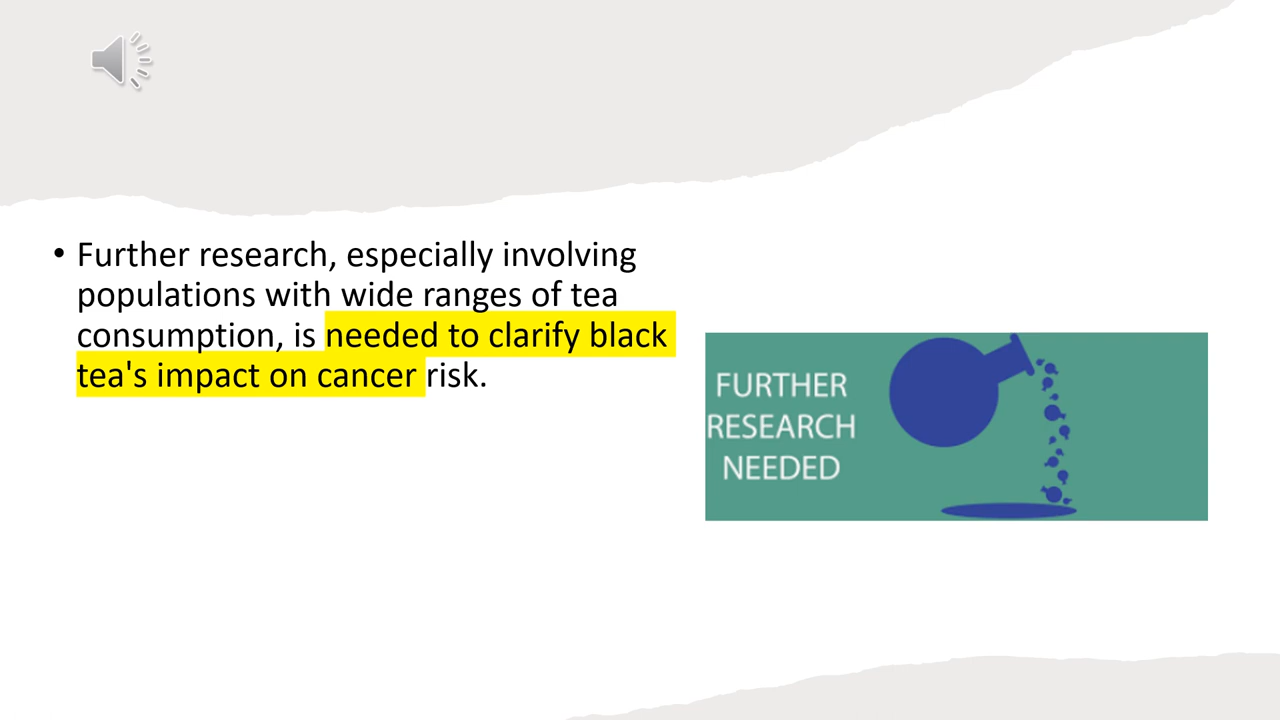 • Further research, especially involving
populations with wide ranges of tea
consumption, is needed to clarify black
tea's impact on cancer risk.
FURTHER
RESEARCH
NEEDED